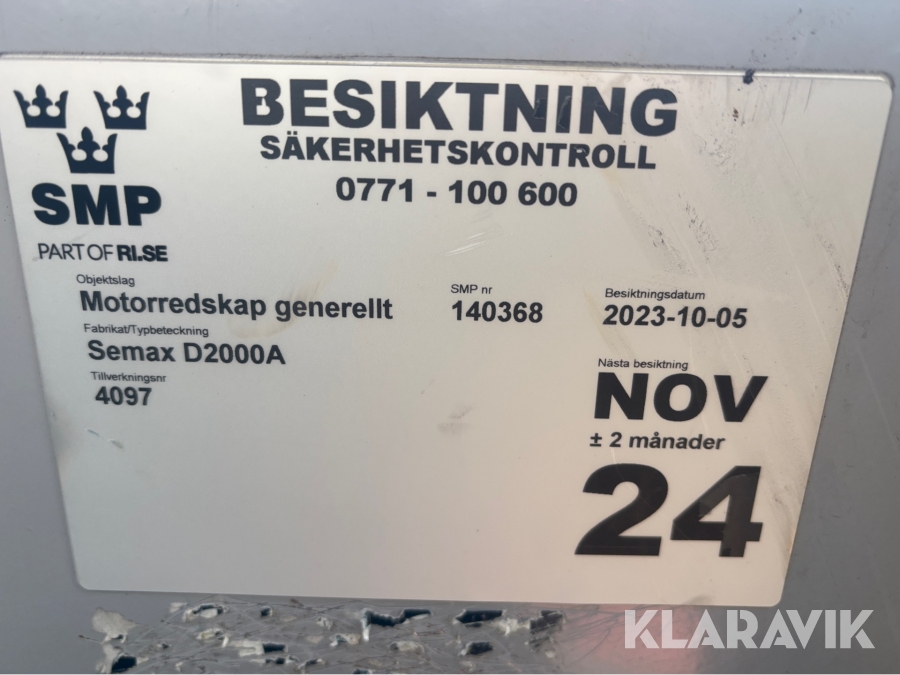 BESIKTNING
SÄKERHETSKONTROLL
0771 - 100 600
SMP
PART OF RI.SE
Objektslag
Motorredskap generellt
SMP nr
140368
Besiktningsdatum
2023-10-05
Fabrikat/Typbeteckning
Semax D2000A
Tillverkningsnr
4097
Nästa besiktning
NOV
± 2 månader
24
KLARAVIK